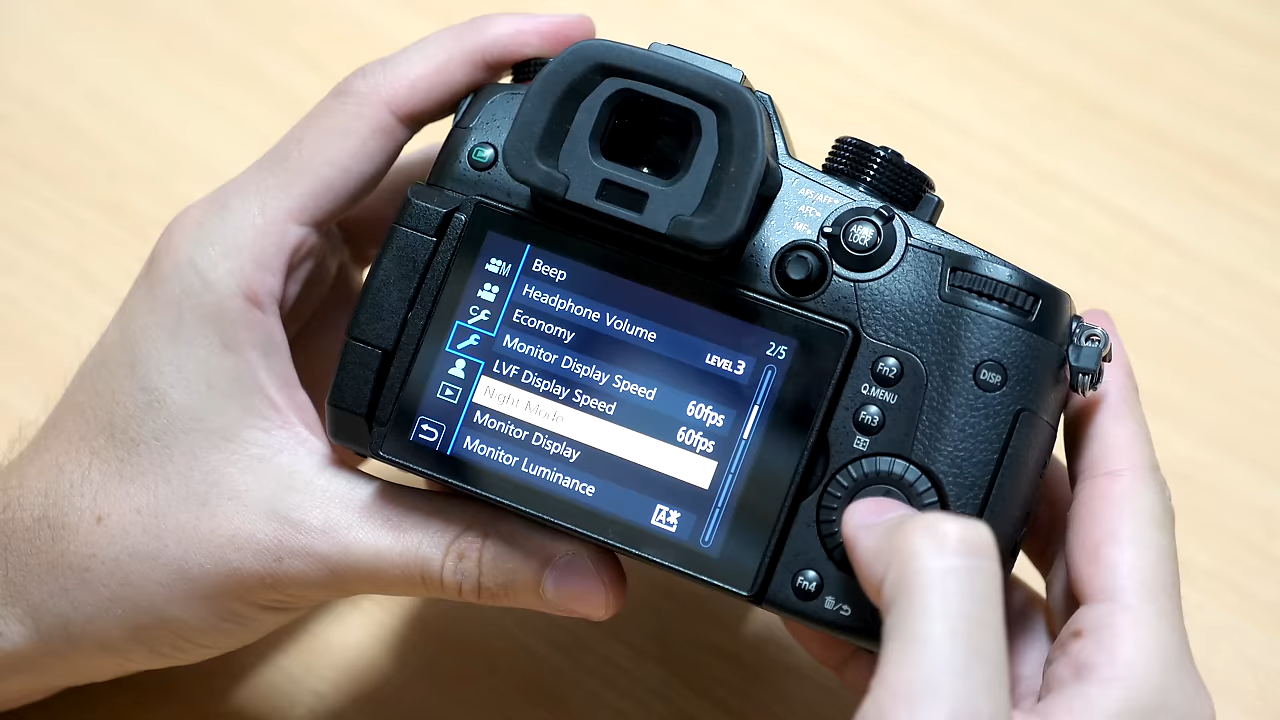 AFS/AFF
AFC
MF
AF/AE
LOCK
M
Beep
Headphone Volume
LEVEL 3
2/5
C
Economy
Monitor Display Speed
60fps
LVF Display Speed
60fps
Night Mode
Monitor Display
Monitor Luminance
A*
Fn2
DISP.
Q.MENU
Fn3
Fn4